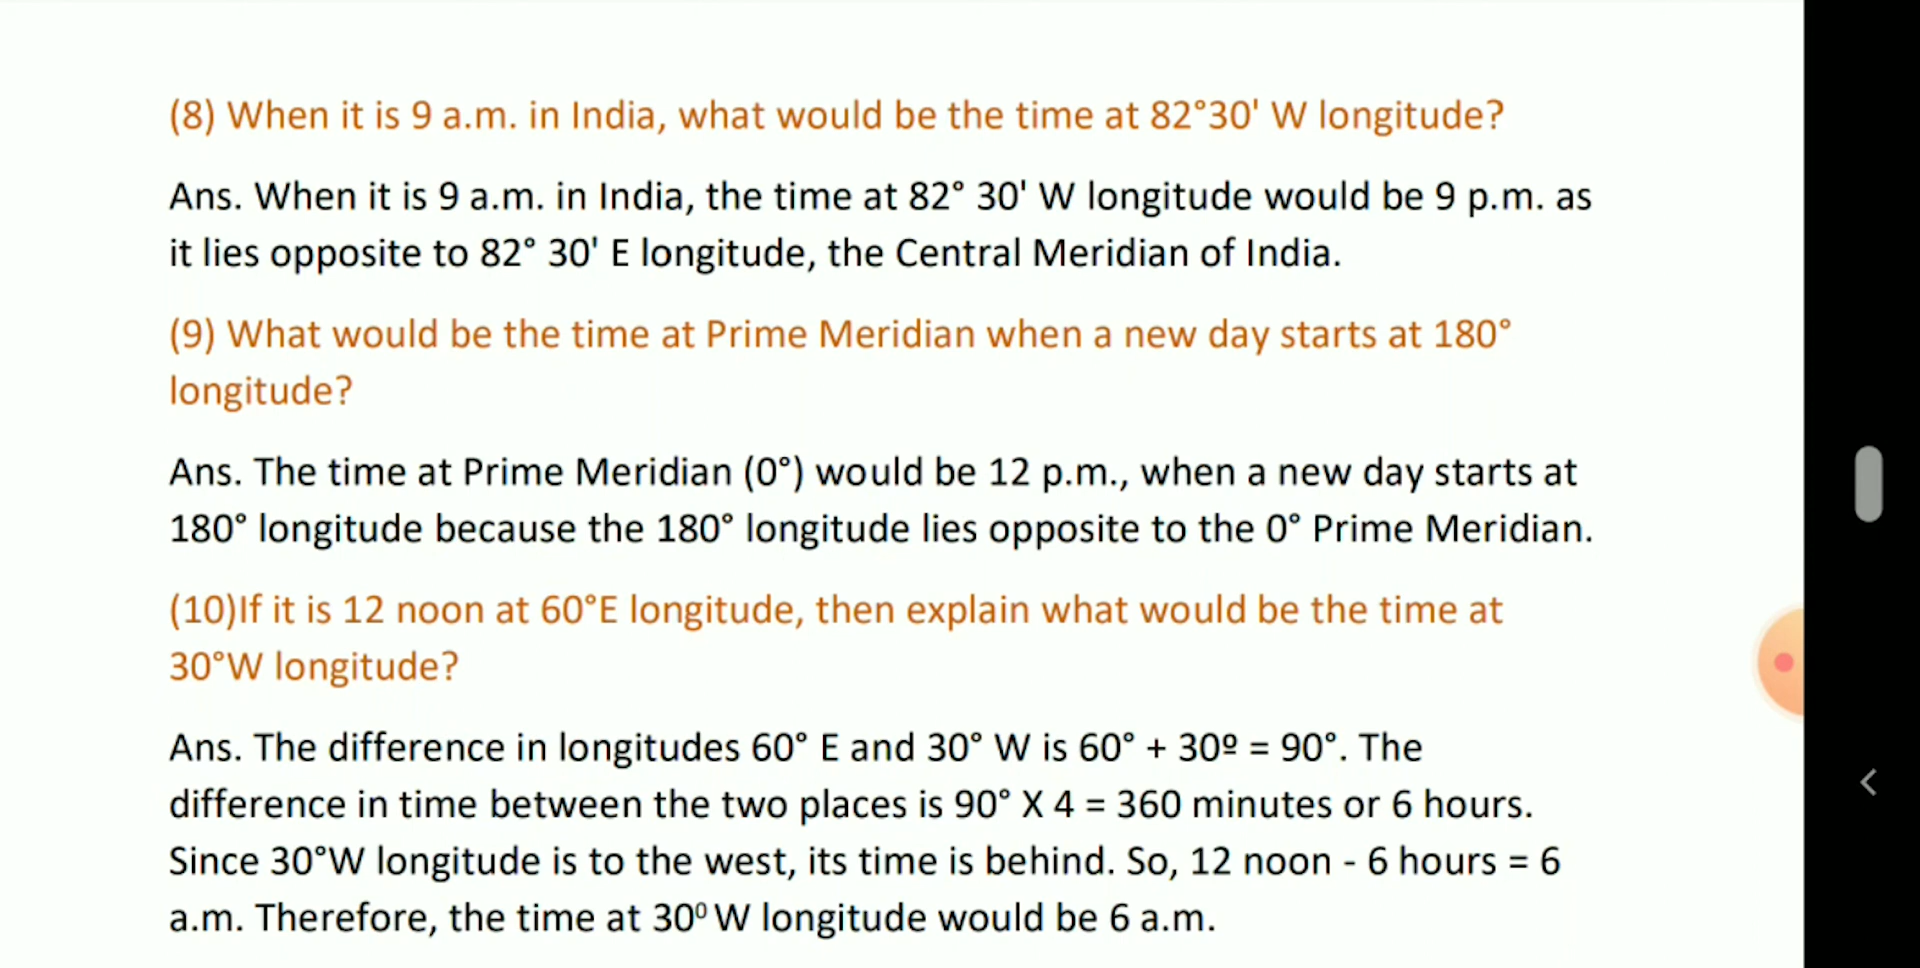 (8) When it is 9 a.m. in India, what would be the time at 82°30' W longitude?
Ans. When it is 9 a.m. in India, the time at 82° 30' W longitude would be 9 p.m. as
it lies opposite to 82° 30' E longitude, the Central Meridian of India.
(9) What would be the time at Prime Meridian when a new day starts at 180°
longitude?
Ans. The time at Prime Meridian (0°) would be 12 p.m., when a new day starts at
180° longitude because the 180° longitude lies opposite to the 0° Prime Meridian.
(10)If it is 12 noon at 60°E longitude, then explain what would be the time at
30°W longitude?
Ans. The difference in longitudes 60° E and 30° W is 60° + 30º = 90°. The
difference in time between the two places is 90° X 4 = 360 minutes or 6 hours.
Since 30°W longitude is to the west, its time is behind. So, 12 noon - 6 hours = 6
a.m. Therefore, the time at 30⁰ W longitude would be 6 a.m.